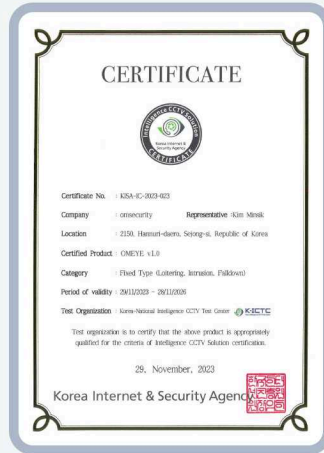 CERTIFICATE
Intelligence CCTV Solution
Korea Internet &
Security Agency
CERTIFICATE
Certificate No. : KISA-IC-2023-023
Company : omsecurity Representative :Kim Minsik
Location : 2150, Hannuri-daero, Sejong-si, Republic of Korea
Certified Product : OMEYE v1.0
Category : Fixed Type (Loitering, Intrusion, Falldown)
Period of validity : 29/11/2023 ~ 28/11/2026
Test Organization : Korea-National Intelligence CCTV Test Center K-ICTC
Test organization is to certify that the above product is appropriately
qualified for the criteria of Intelligence CCTV Solution certification.
29, November, 2023
Korea Internet & Security Agency